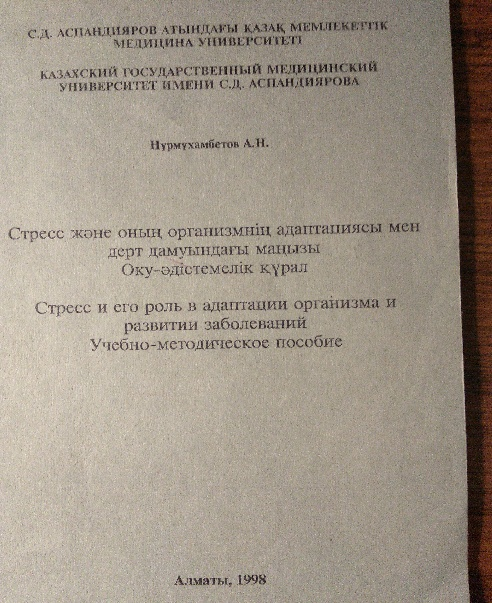 С.Д. АСПАНДИЯРОВ АТЫНДАҒЫ ҚАЗАҚ МЕМЛЕКЕТТІК
МЕДИЦИНА УНИВЕРСИТЕТІ
КАЗАХСКИЙ ГОСУДАРСТВЕННЫЙ МЕДИЦИНСКИЙ
УНИВЕРСИТЕТ ИМЕНИ С.Д. АСПАНДИЯРОВА
Нұрмұхамбетов А.Н.
Стресс және оның организмнің адаптациясы мен
дерт дамуындағы маңызы
Оқу-әдістемелік құрал
Стресс и его роль в адаптации организма и
развитии заболеваний
Учебно-методическое пособие
Алматы, 1998